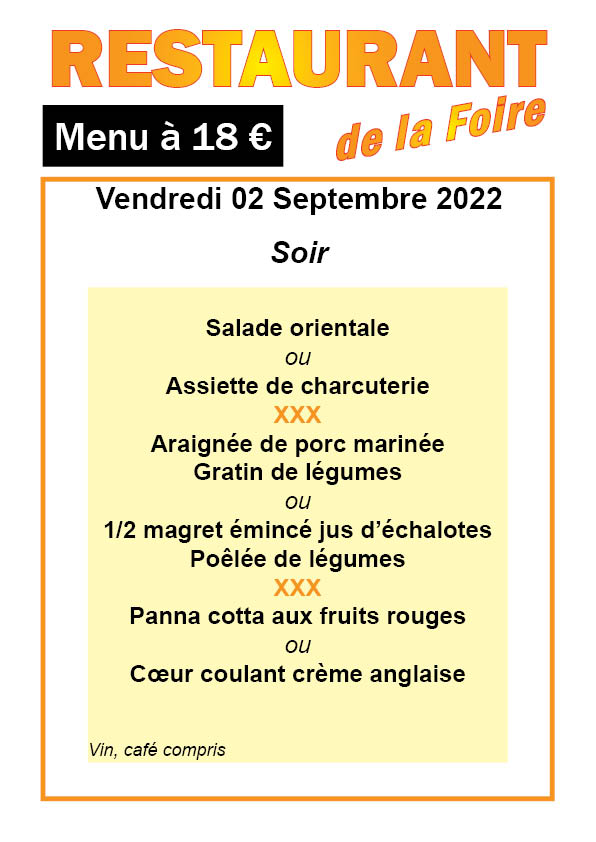 RESTAURANT
de la Foire
Menu à 18 €
Vendredi 02 Septembre 2022
Soir
Salade orientale
ou
Assiette de charcuterie
XXX
Araignée de porc marinée
Gratin de légumes
ou
1/2 magret émincé jus d’échalotes
Poêlée de légumes
XXX
Panna cotta aux fruits rouges
ou
Cœur coulant crème anglaise
Vin, café compris